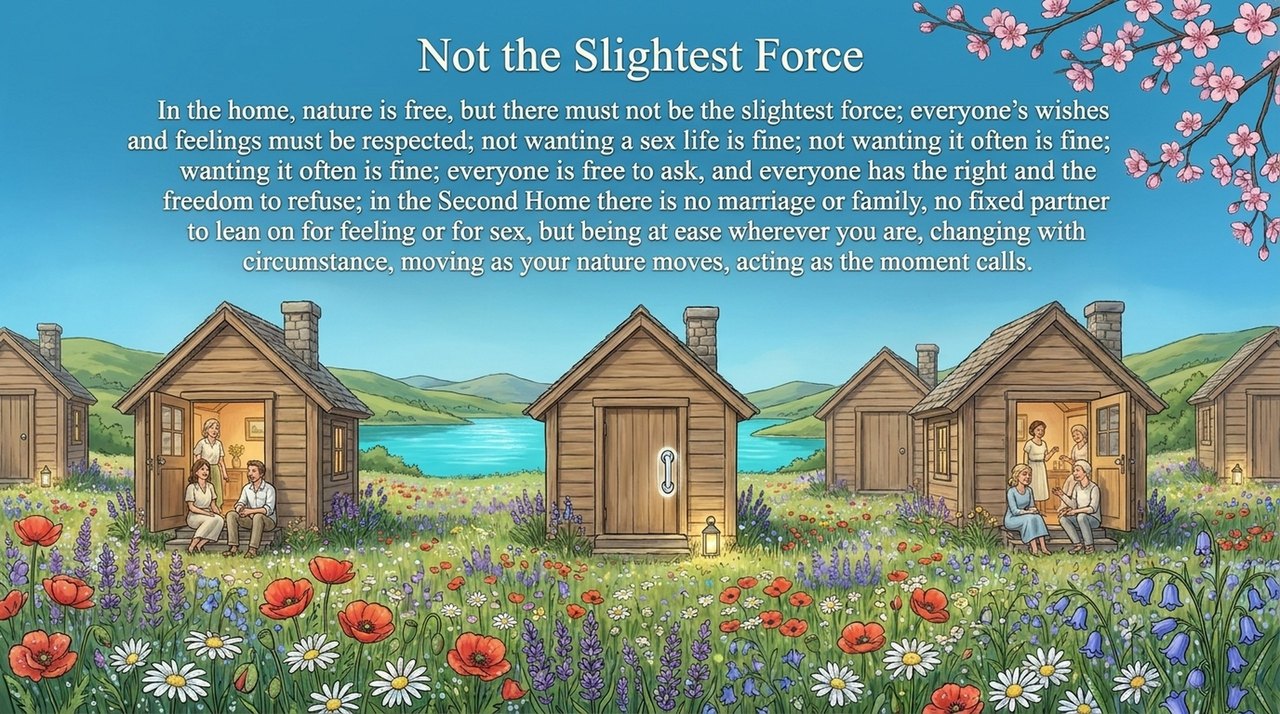 Not the Slightest Force
In the home, nature is free, but there must not be the slightest force; everyone’s wishes
and feelings must be respected; not wanting a sex life is fine; not wanting it often is fine;
wanting it often is fine; everyone is free to ask, and everyone has the right and the
freedom to refuse; in the Second Home there is no marriage or family, no fixed partner
to lean on for feeling or for sex, but being at ease wherever you are, changing with
circumstance, moving as your nature moves, acting as the moment calls.